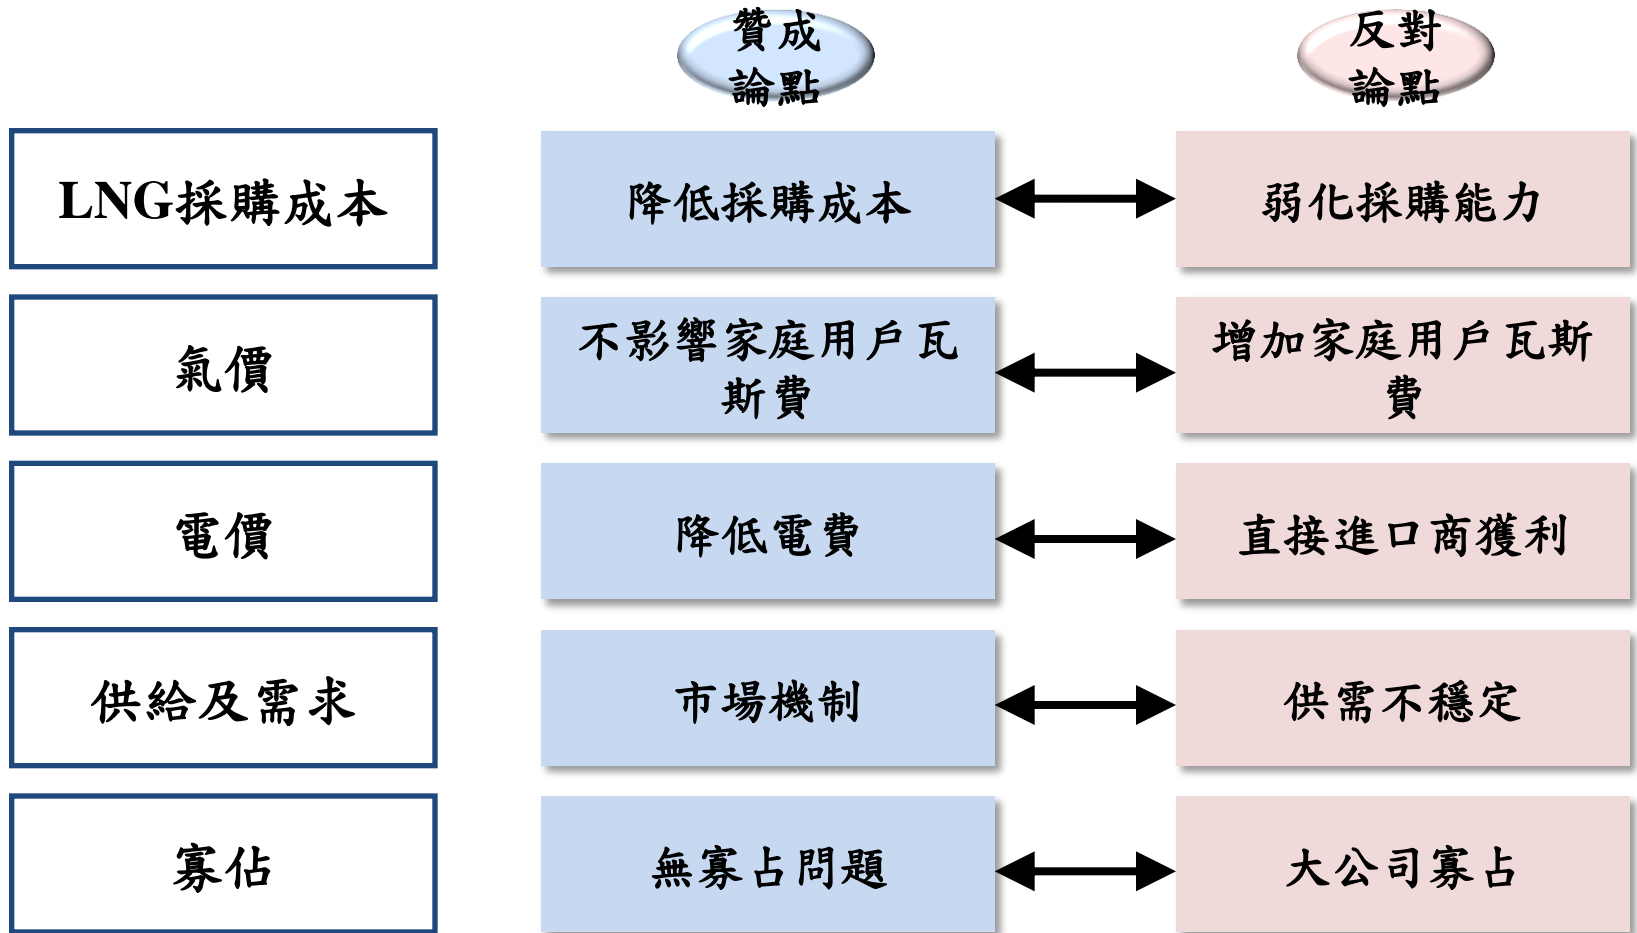 贊成
論點
反對
論點
LNG採購成本
降低採購成本
弱化採購能力
氣價
不影響家庭用戶瓦
斯費
增加家庭用戶瓦斯
費
電價
降低電費
直接進口商獲利
供給及需求
市場機制
供需不穩定
寡佔
無寡占問題
大公司寡占